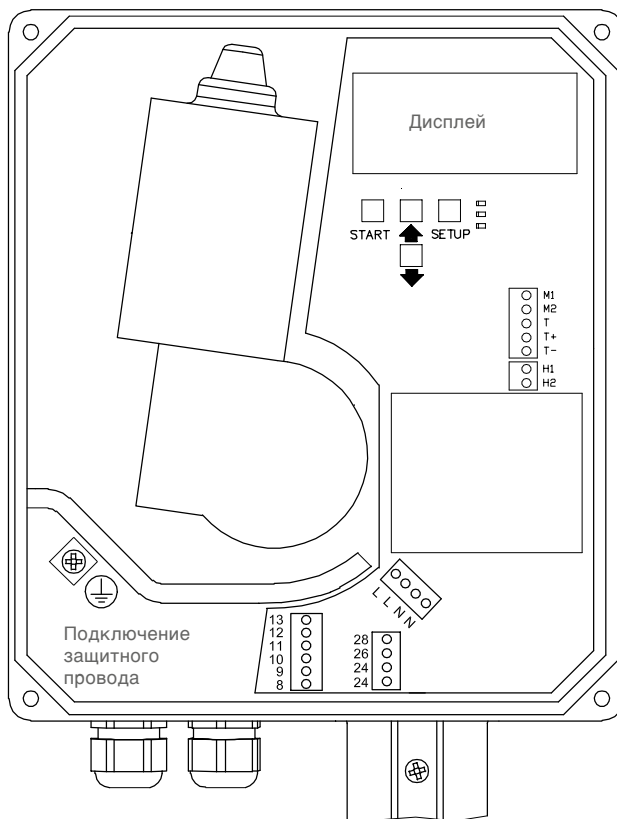 Дисплей
START
SETUP
M1
M2
T
T+
T-
H1
H2
L L N N
13
12
11
10
9
8
28
26
24
24
Подключение
защитного
провода